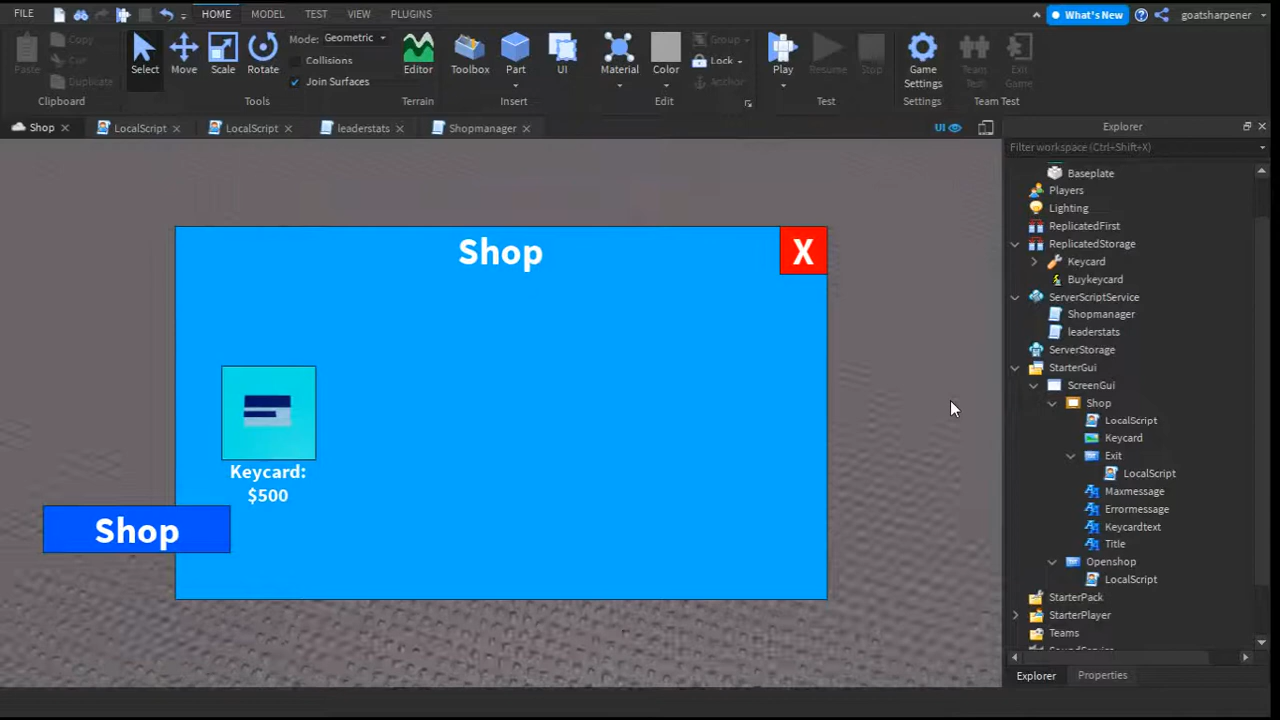 FILE HOME MODEL TEST VIEW PLUGINS What's New goatsharpener
Paste Copy Cut Duplicate Select Move Scale Rotate Mode: Geometric Collisions Join Surfaces Editor Toolbox Part UI Material Color Group Lock Anchor Play Resume Stop Game Settings Team Test Exit Game
Clipboard Tools Terrain Insert Edit Test Settings Team Test
Shop LocalScript LocalScript leaderstats Shopmanager UI
Explorer
Filter workspace (Ctrl+Shift+X)
Baseplate
Players
Lighting
ReplicatedFirst
ReplicatedStorage
Keycard
Buykeycard
ServerScriptService
Shopmanager
leaderstats
ServerStorage
StarterGui
ScreenGui
Shop
LocalScript
Keycard
Exit
LocalScript
Maxmessage
Errormessage
Keycardtext
Title
Openshop
LocalScript
StarterPack
StarterPlayer
Teams
Explorer Properties
Shop X
Keycard:
$500
Shop